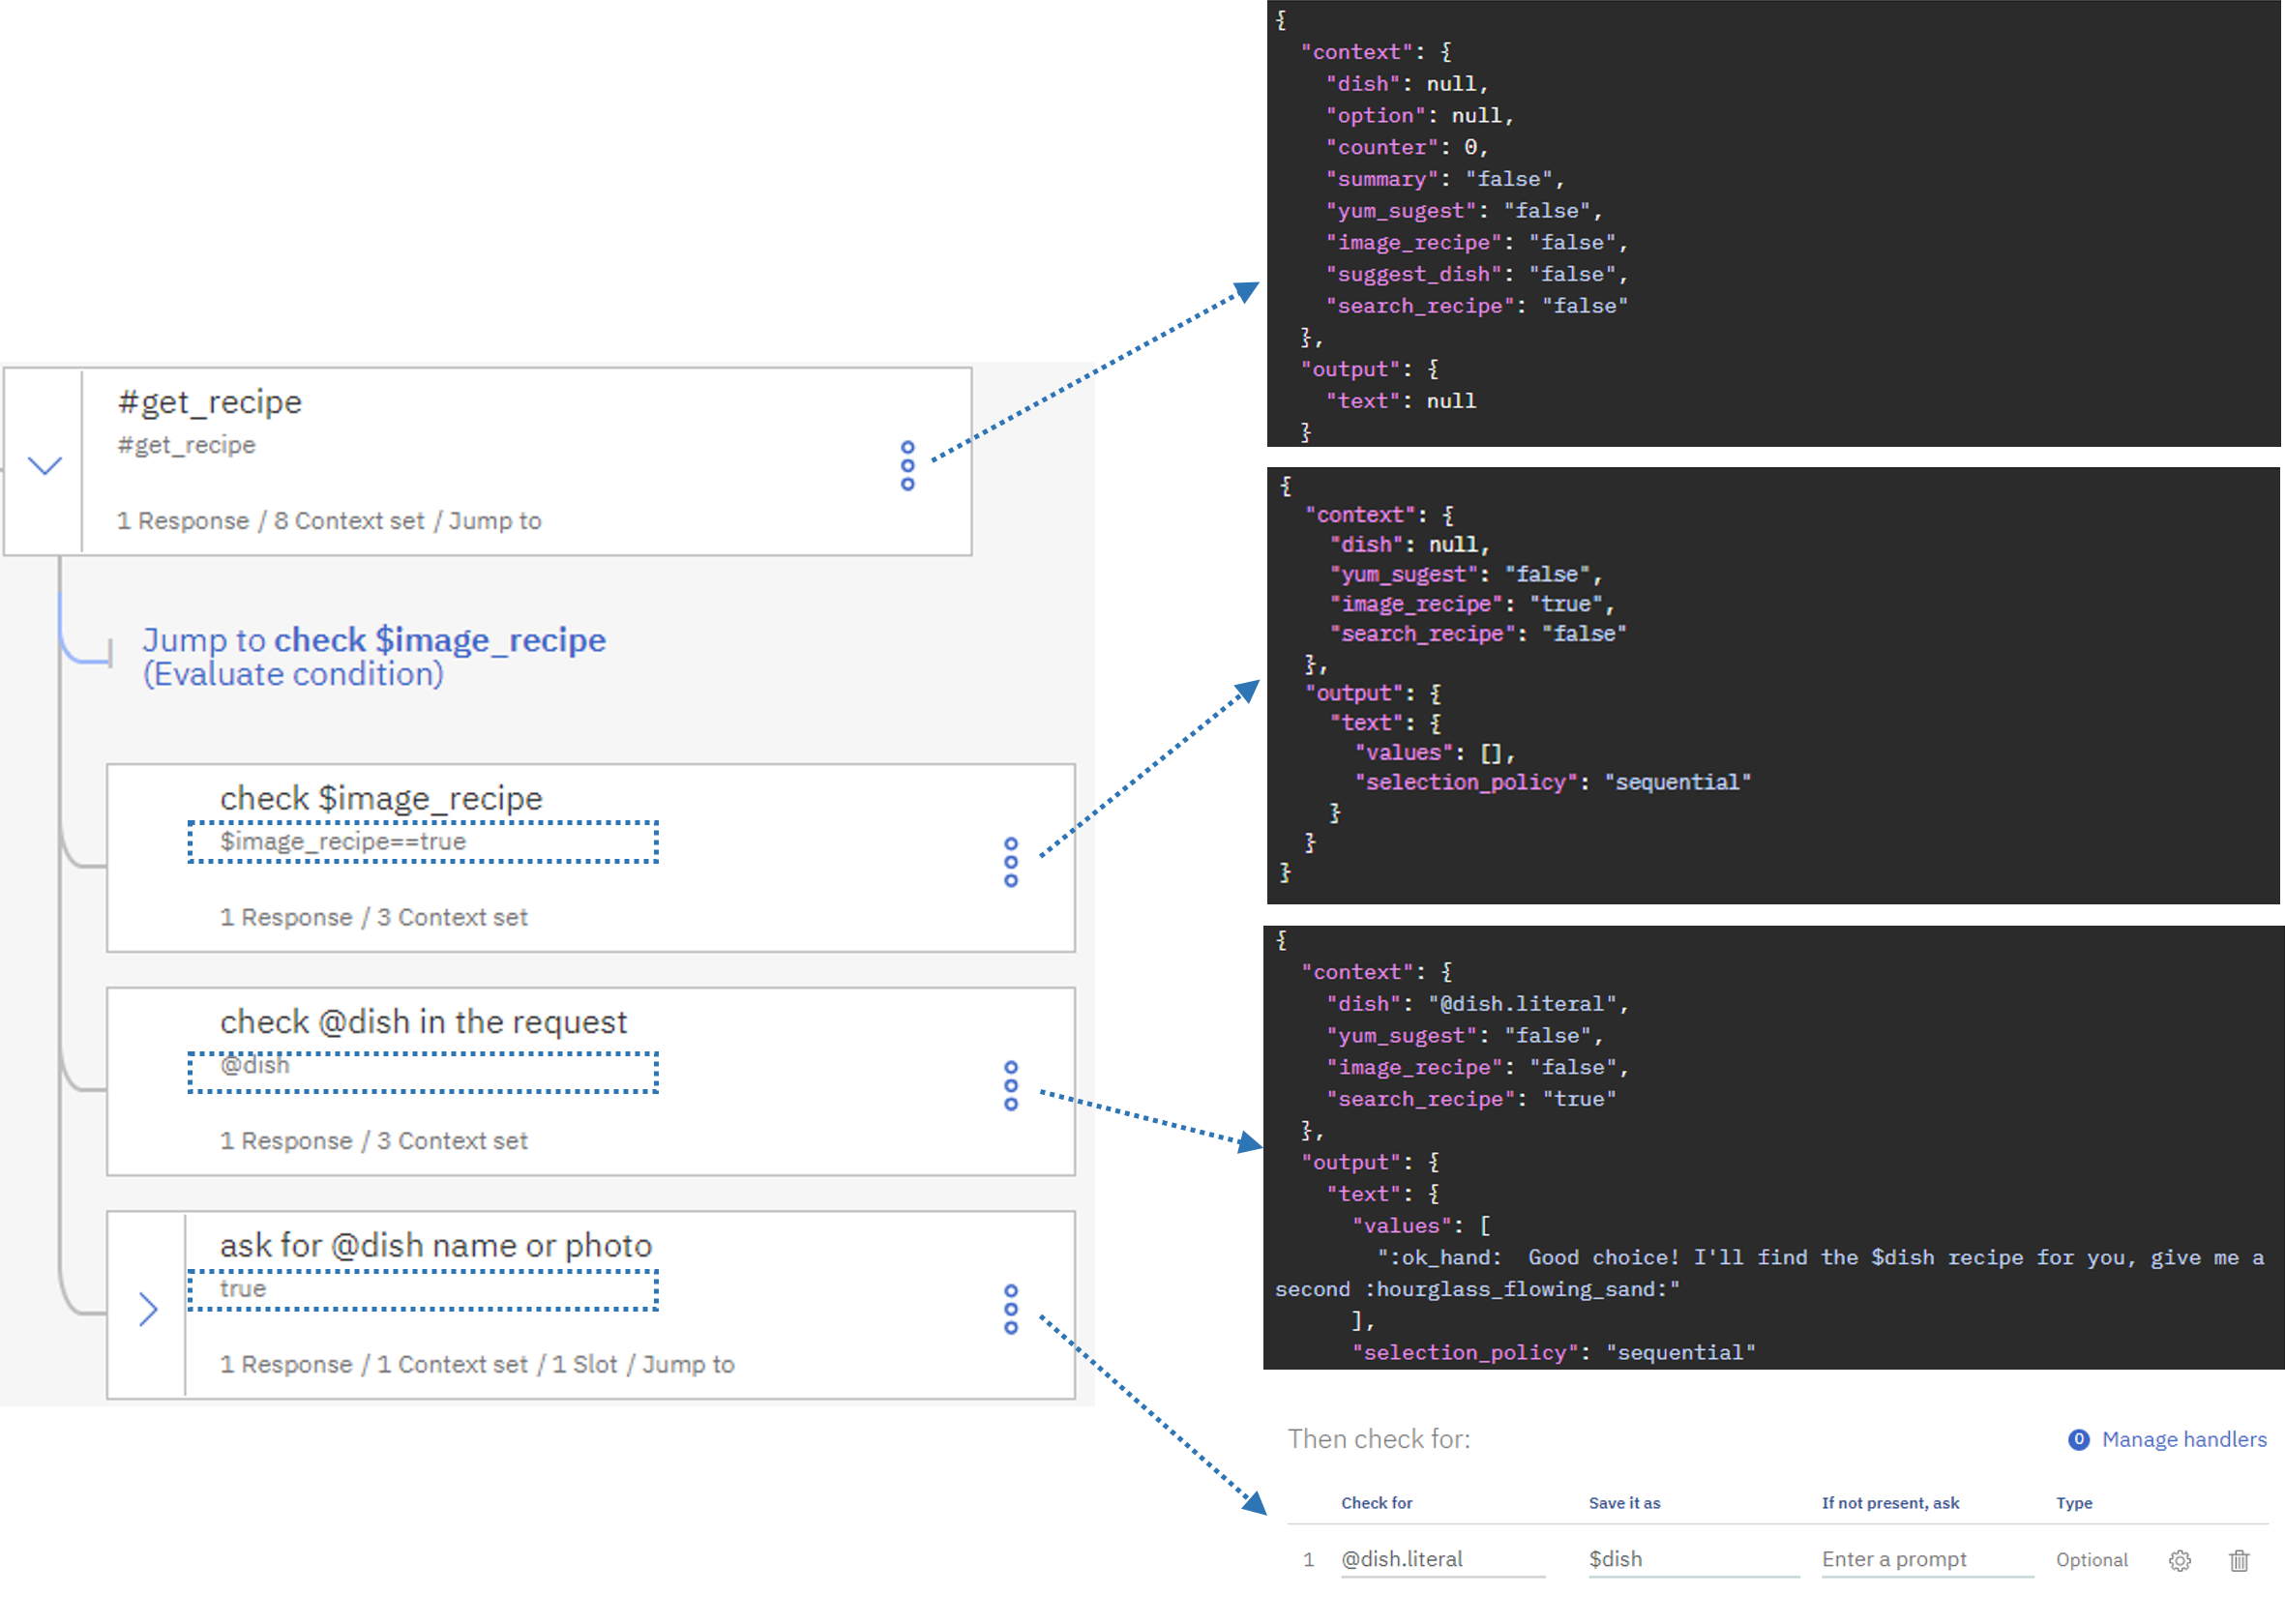 #get_recipe
#get_recipe
1 Response / 8 Context set / Jump to
Jump to check $image_recipe
(Evaluate condition)
check $image_recipe
$image_recipe==true
1 Response / 3 Context set
check @dish in the request
@dish
1 Response / 3 Context set
ask for @dish name or photo
true
1 Response / 1 Context set / 1 Slot / Jump to
{
"context": {
"dish": null,
"option": null,
"counter": 0,
"summary": "false",
"yum_sugest": "false",
"image_recipe": "false",
"suggest_dish": "false",
"search_recipe": "false"
},
"output": {
"text": null
}
{
"context": {
"dish": null,
"yum_sugest": "false",
"image_recipe": "true",
"search_recipe": "false"
},
"output": {
"text": {
"values": [],
"selection_policy": "sequential"
}
}
}
{
"context": {
"dish": "@dish.literal",
"yum_sugest": "false",
"image_recipe": "false",
"search_recipe": "true"
},
"output": {
"text": {
"values": [
":ok_hand:  Good choice! I'll find the $dish recipe for you, give me a
second :hourglass_flowing_sand:"
],
"selection_policy": "sequential"
Then check for:
0 Manage handlers
Check for Save it as If not present, ask Type
1 @dish.literal $dish Enter a prompt Optional